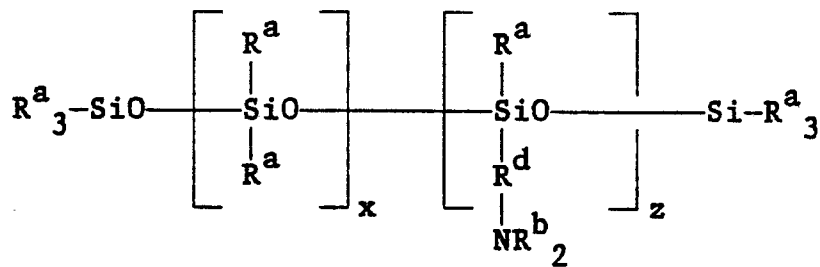 R^a R^a
R^a_3-SiO-[SiO]-[SiO]-Si-R^a_3
R^a R^d
x z
NR^b_2